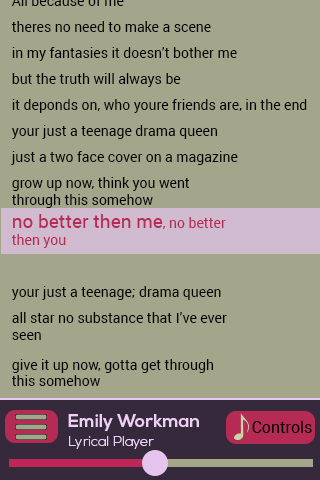 All because of me
theres no need to make a scene
in my fantasies it doesn't bother me
but the truth will always be
it deponds on, who youre friends are, in the end
your just a teenage drama queen
just a two face cover on a magazine
grow up now, think you went
through this somehow
no better then me, no better
then you
your just a teenage; drama queen
all star no substance that I've ever
seen
give it up now, gotta get through
this somehow
Emily Workman
Lyrical Player
Controls